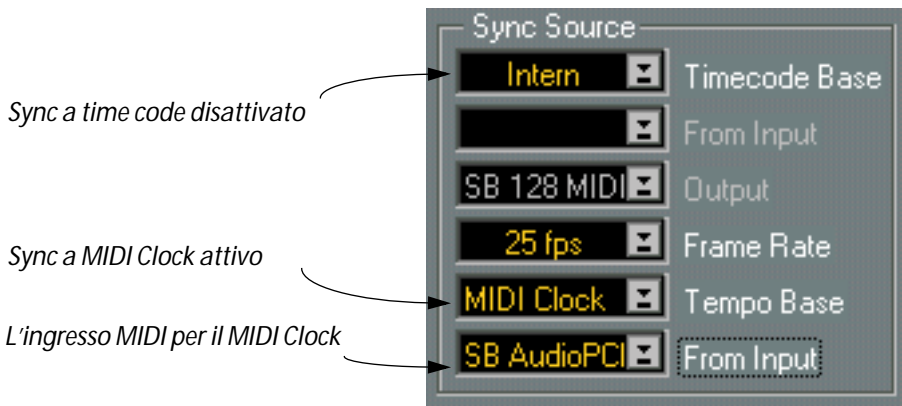 Sync Source
Intern Timecode Base
Sync a time code disattivato
From Input
SB 128 MIDI Output
25 fps Frame Rate
Sync a MIDI Clock attivo
MIDI Clock Tempo Base
L'ingresso MIDI per il MIDI Clock
SB AudioPCI From Input